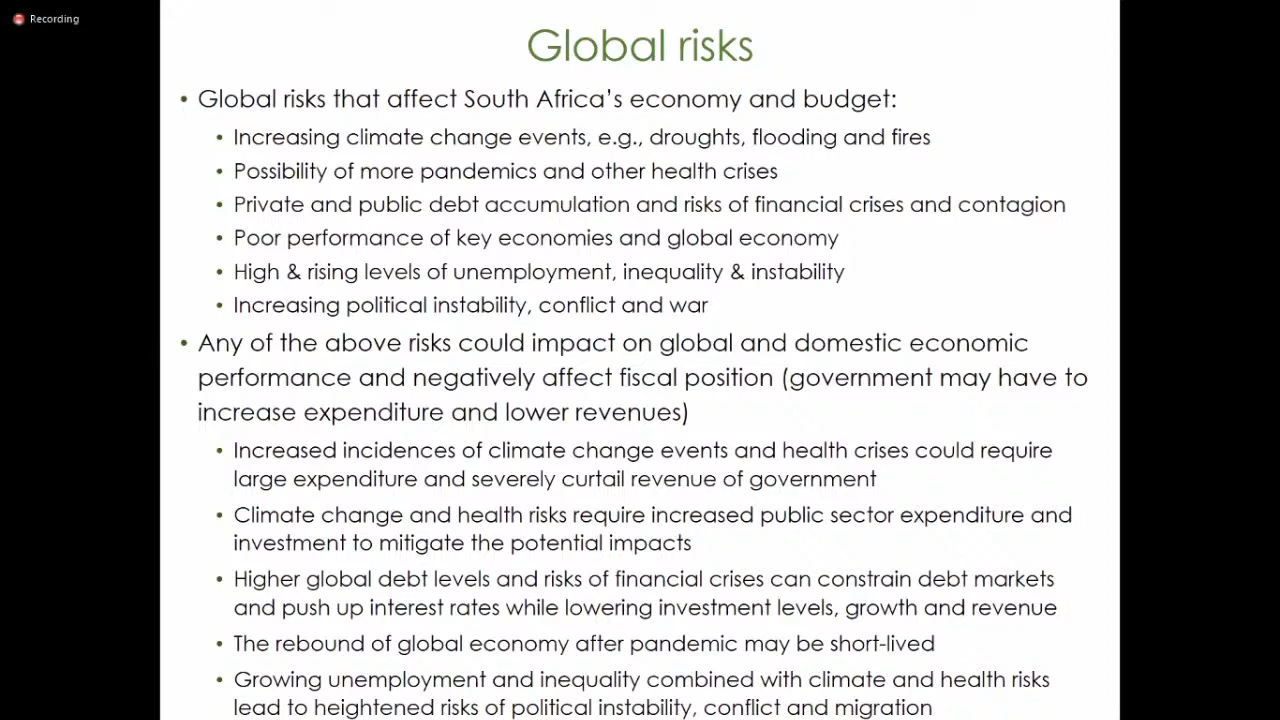 Recording
Global risks
• Global risks that affect South Africa's economy and budget:
• Increasing climate change events, e.g., droughts, flooding and fires
• Possibility of more pandemics and other health crises
• Private and public debt accumulation and risks of financial crises and contagion
• Poor performance of key economies and global economy
• High & rising levels of unemployment, inequality & instability
• Increasing political instability, conflict and war
• Any of the above risks could impact on global and domestic economic
performance and negatively affect fiscal position (government may have to
increase expenditure and lower revenues)
• Increased incidences of climate change events and health crises could require
large expenditure and severely curtail revenue of government
• Climate change and health risks require increased public sector expenditure and
investment to mitigate the potential impacts
• Higher global debt levels and risks of financial crises can constrain debt markets
and push up interest rates while lowering investment levels, growth and revenue
• The rebound of global economy after pandemic may be short-lived
• Growing unemployment and inequality combined with climate and health risks
lead to heightened risks of political instability, conflict and migration